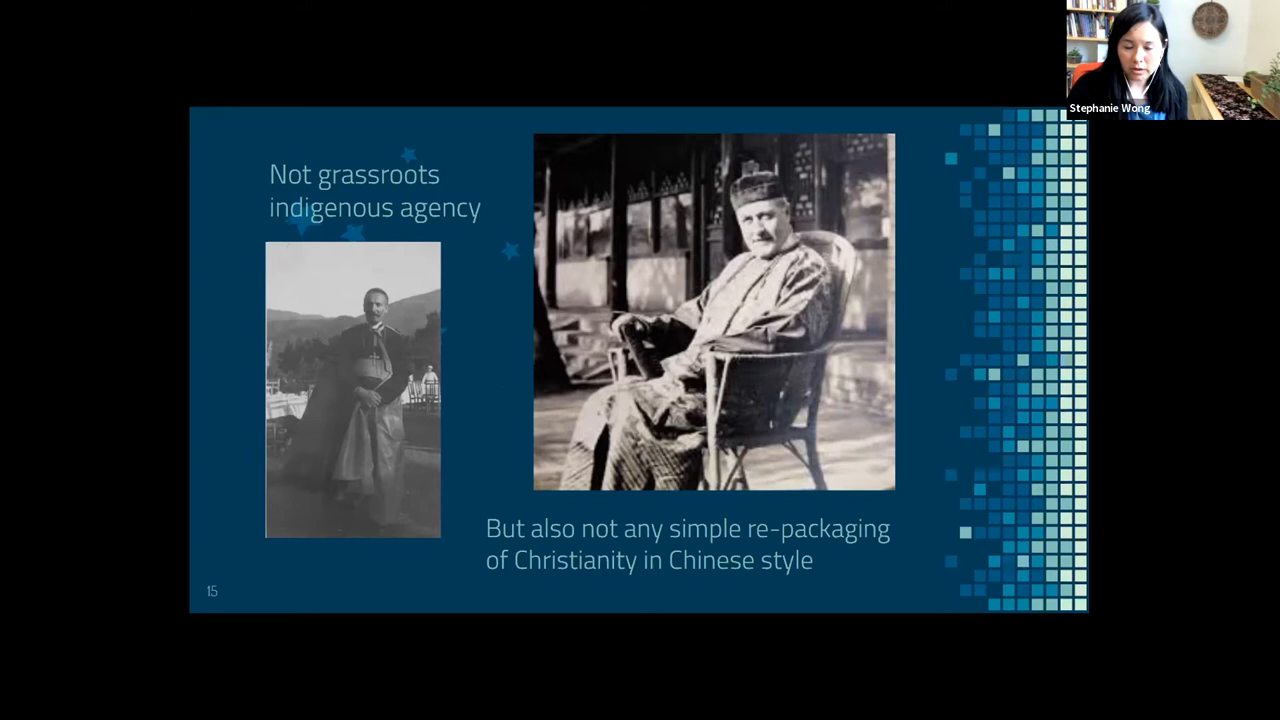 Stephanie Wong
Not grassroots
indigenous agency
But also not any simple re-packaging
of Christianity in Chinese style
15